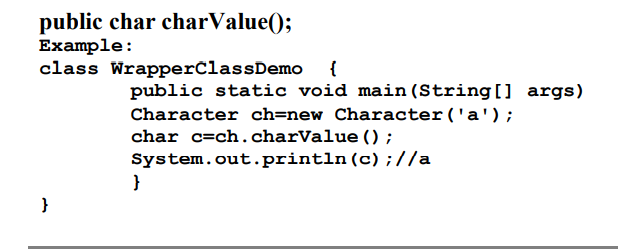 public char charValue();
Example:
class WrapperClassDemo  {
public static void main(String[] args)
Character ch=new Character('a');
char c=ch.charValue();
System.out.println(c);//a
}
}